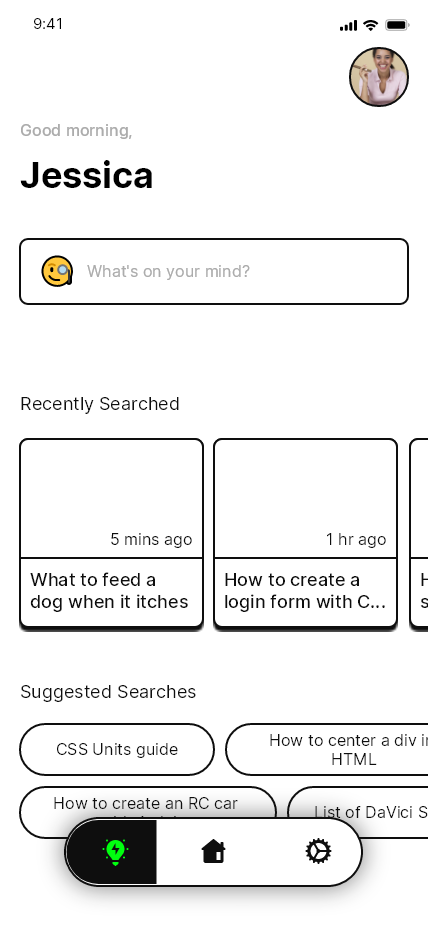 9:41
Good morning,
Jessica
What's on your mind?
Recently Searched
5 mins ago
1 hr ago
What to feed a
dog when it itches
How to create a
login form with C...
Suggested Searches
CSS Units guide
How to center a div
HTML
How to create an RC car
List of DaVici